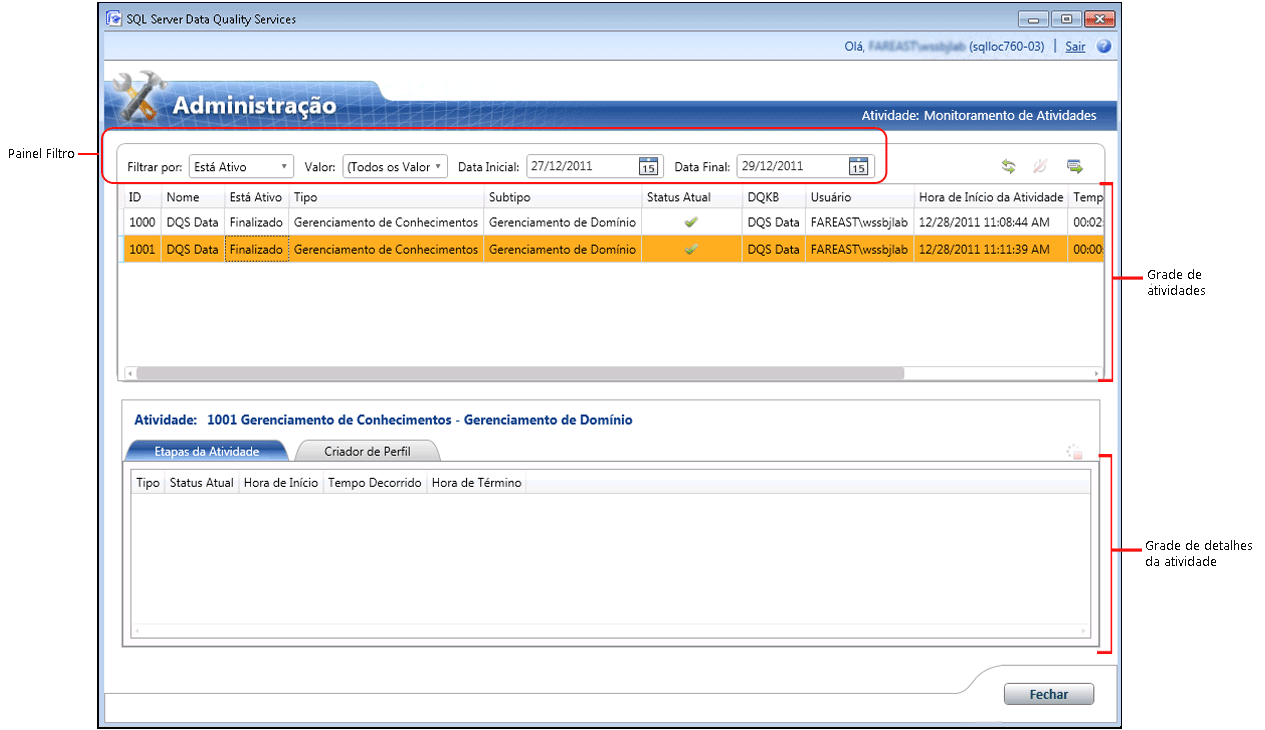 SQL Server Data Quality Services
Olá, (sqlloc760-03) | Sair
Administração
Atividade: Monitoramento de Atividades
Painel Filtro
Filtrar por: Está Ativo Valor: (Todos os Valor Data Inicial: 27/12/2011 15 Data Final: 29/12/2011 15
ID Nome Está Ativo Tipo Subtipo Status Atual DQKB Usuário Hora de Início da Atividade Temp
1000 DQS Data Finalizado Gerenciamento de Conhecimentos Gerenciamento de Domínio DQS Data FAREAST\wssbjlab 12/28/2011 11:08:44 AM 00:02
1001 DQS Data Finalizado Gerenciamento de Conhecimentos Gerenciamento de Domínio DQS Data FAREAST\wssbjlab 12/28/2011 11:11:39 AM 00:00
Grade de
atividades
Atividade: 1001 Gerenciamento de Conhecimentos - Gerenciamento de Domínio
Etapas da Atividade Criador de Perfil
Tipo Status Atual Hora de Início Tempo Decorrido Hora de Término
Grade de detalhes
da atividade
Fechar